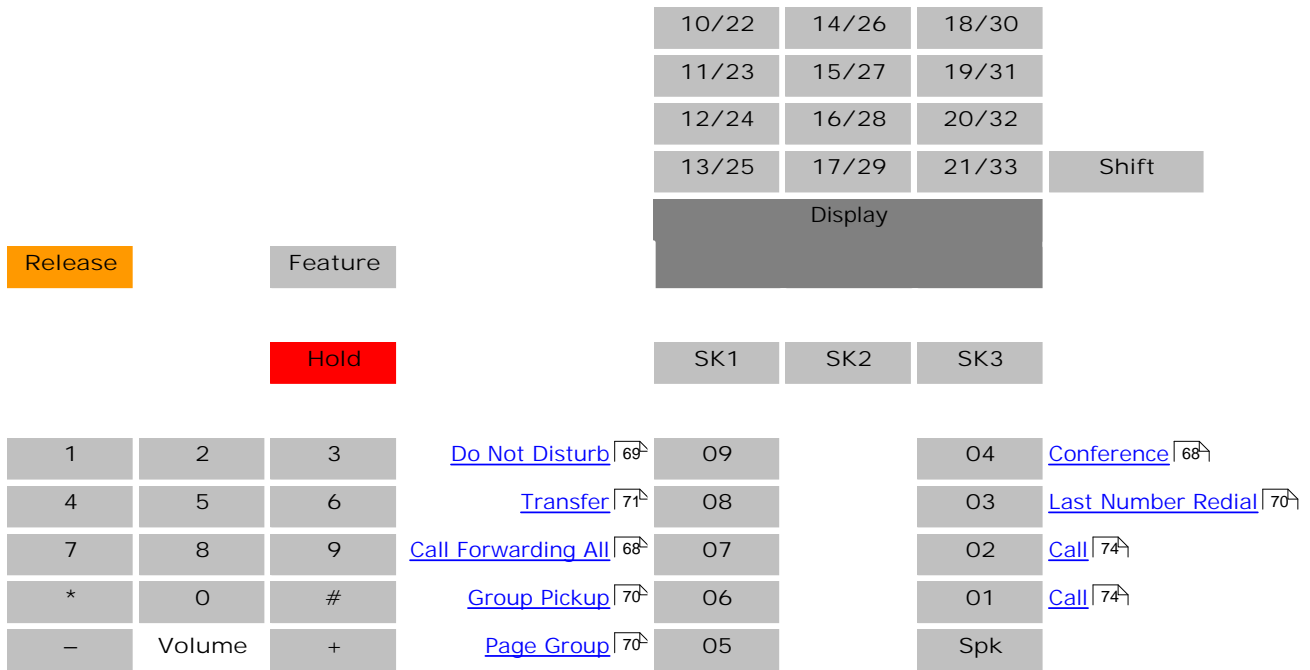 10/22 14/26 18/30
11/23 15/27 19/31
12/24 16/28 20/32
13/25 17/29 21/33 Shift
Display
Release Feature
Hold SK1 SK2 SK3
1 2 3 Do Not Disturb 69 09 04 Conference 68
4 5 6 Transfer 71 08 03 Last Number Redial 70
7 8 9 Call Forwarding All 68 07 02 Call 74
* 0 # Group Pickup 70 06 01 Call 74
– Volume + Page Group 70 05 Spk